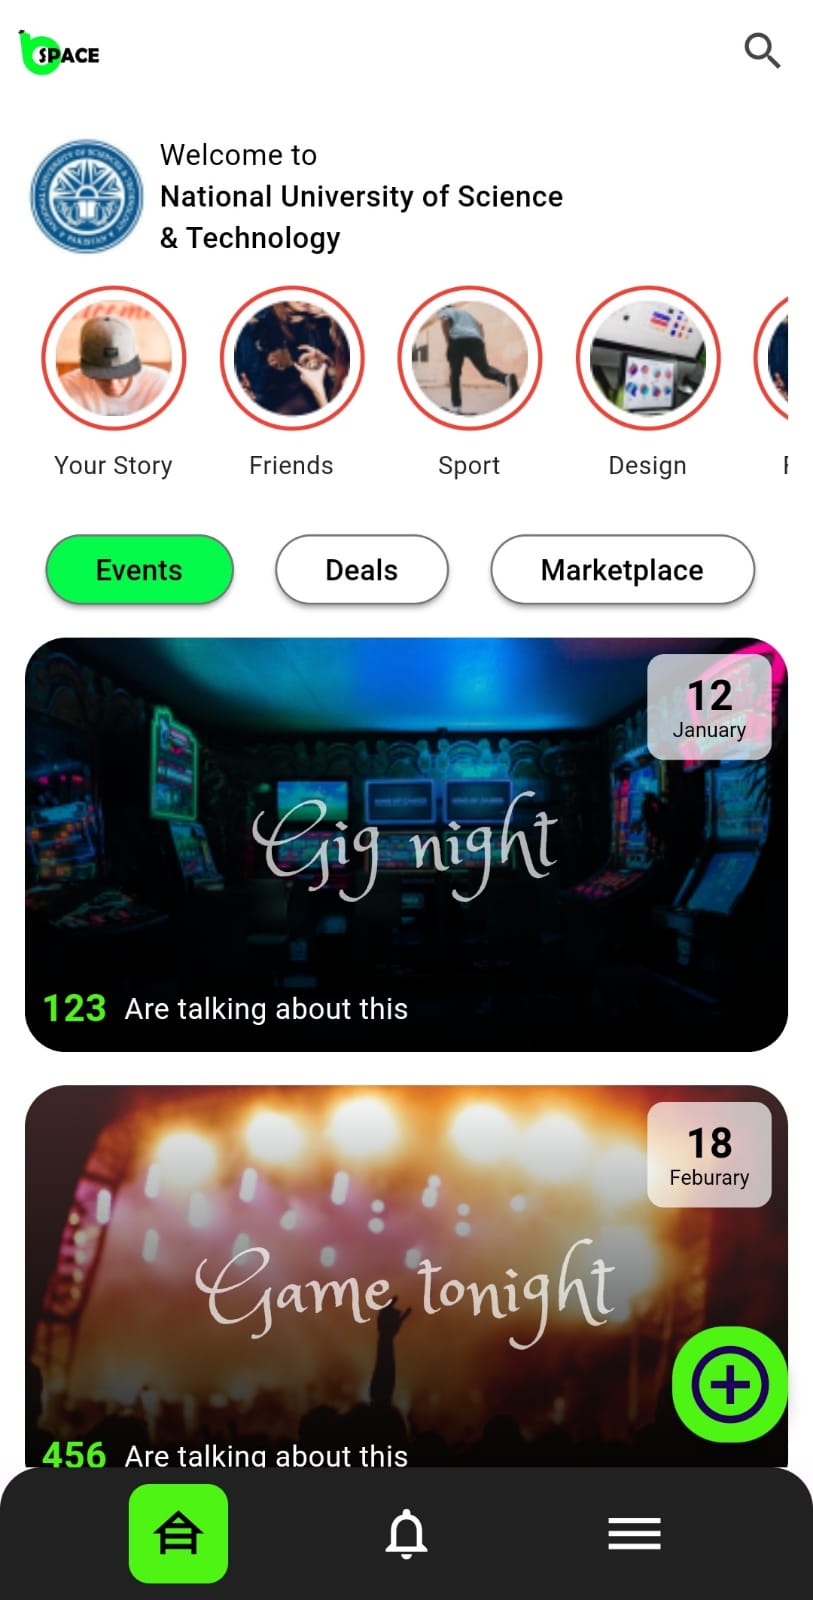 SPACE
Welcome to
National University of Science
& Technology
Your Story
Friends
Sport
Design
Events
Deals
Marketplace
12
January
Gig night
123 Are talking about this
18
Feburary
Game tonight
456 Are talking about this